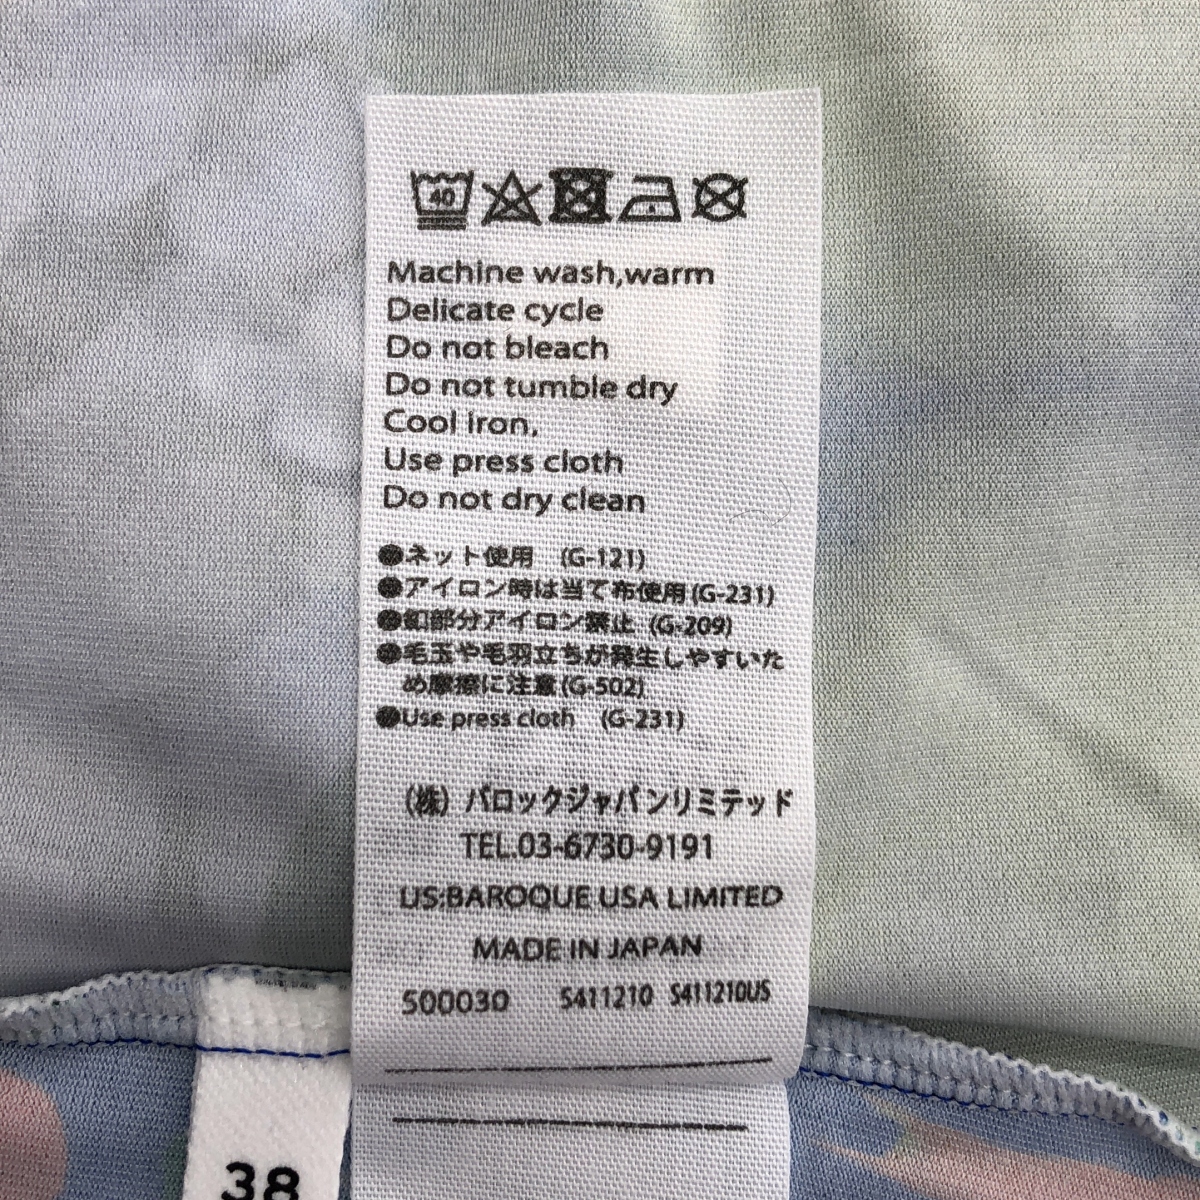 40
Machine wash,warm
Delicate cycle
Do not bleach
Do not tumble dry
Cool iron,
Use press cloth
Do not dry clean
●ネット使用 (G-121)
●アイロン時は当て布使用(G-231)
●釦部分アイロン禁止 (G-209)
●毛玉や毛羽立ちが発生しやすいた
め摩擦に注意(G-502)
●Use press cloth (G-231)
(株) バロックジャパンリミテッド
TEL.03-6730-9191
US:BAROQUE USA LIMITED
MADE IN JAPAN
500030 S411210 S411210US
38